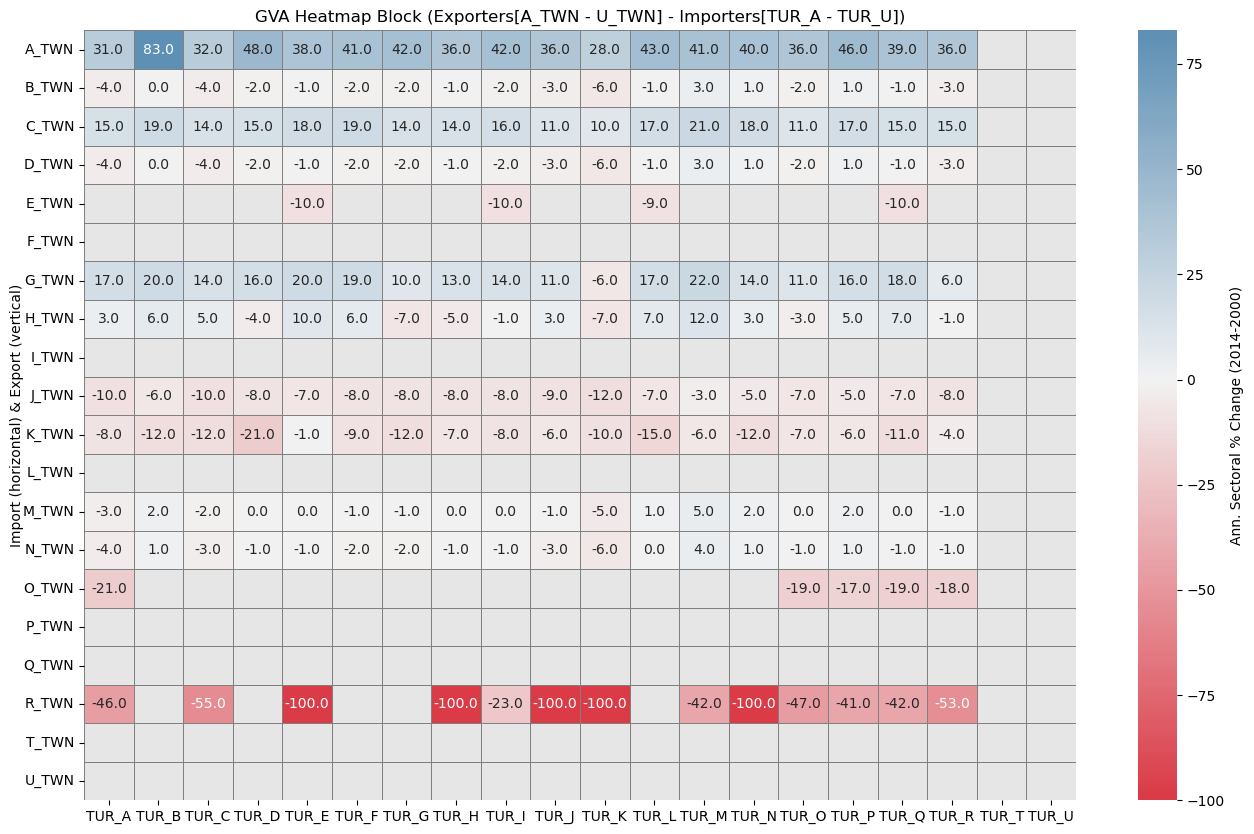 GVA Heatmap Block (Exporters[A_TWN - U_TWN] - Importers[TUR_A - TUR_U])
Import (horizontal) & Export (vertical)
A_TWN 31.0 83.0 32.0 48.0 38.0 41.0 42.0 36.0 42.0 36.0 28.0 43.0 41.0 40.0 36.0 46.0 39.0 36.0
B_TWN -4.0 0.0 -4.0 -2.0 -1.0 -2.0 -2.0 -1.0 -2.0 -3.0 -6.0 -1.0 3.0 1.0 -2.0 1.0 -1.0 -3.0
C_TWN 15.0 19.0 14.0 15.0 18.0 19.0 14.0 14.0 16.0 11.0 10.0 17.0 21.0 18.0 11.0 17.0 15.0 15.0
D_TWN -4.0 0.0 -4.0 -2.0 -1.0 -2.0 -2.0 -1.0 -2.0 -3.0 -6.0 -1.0 3.0 1.0 -2.0 1.0 -1.0 -3.0
E_TWN -10.0 -10.0 -9.0 -10.0
F_TWN
G_TWN 17.0 20.0 14.0 16.0 20.0 19.0 10.0 13.0 14.0 11.0 -6.0 17.0 22.0 14.0 11.0 16.0 18.0 6.0
H_TWN 3.0 6.0 5.0 -4.0 10.0 6.0 -7.0 -5.0 -1.0 3.0 -7.0 7.0 12.0 3.0 -3.0 5.0 7.0 -1.0
I_TWN
J_TWN -10.0 -6.0 -10.0 -8.0 -7.0 -8.0 -8.0 -8.0 -8.0 -9.0 -12.0 -7.0 -3.0 -5.0 -7.0 -5.0 -7.0 -8.0
K_TWN -8.0 -12.0 -12.0 -21.0 -1.0 -9.0 -12.0 -7.0 -8.0 -6.0 -10.0 -15.0 -6.0 -12.0 -7.0 -6.0 -11.0 -4.0
L_TWN
M_TWN -3.0 2.0 -2.0 0.0 0.0 -1.0 -1.0 0.0 0.0 -1.0 -5.0 1.0 5.0 2.0 0.0 2.0 0.0 -1.0
N_TWN -4.0 1.0 -3.0 -1.0 -1.0 -2.0 -2.0 -1.0 -1.0 -3.0 -6.0 0.0 4.0 1.0 -1.0 1.0 -1.0 -1.0
O_TWN -21.0 -19.0 -17.0 -19.0 -18.0
P_TWN
Q_TWN
R_TWN -46.0 -55.0 -100.0 -100.0 -23.0 -100.0 -100.0 -42.0 -100.0 -47.0 -41.0 -42.0 -53.0
T_TWN
U_TWN
TUR_A TUR_B TUR_C TUR_D TUR_E TUR_F TUR_G TUR_H TUR_I TUR_J TUR_K TUR_L TUR_M TUR_N TUR_O TUR_P TUR_Q TUR_R TUR_T TUR_U
75
50
25
0
−25
−50
−75
−100
Ann. Sectoral % Change (2014-2000)